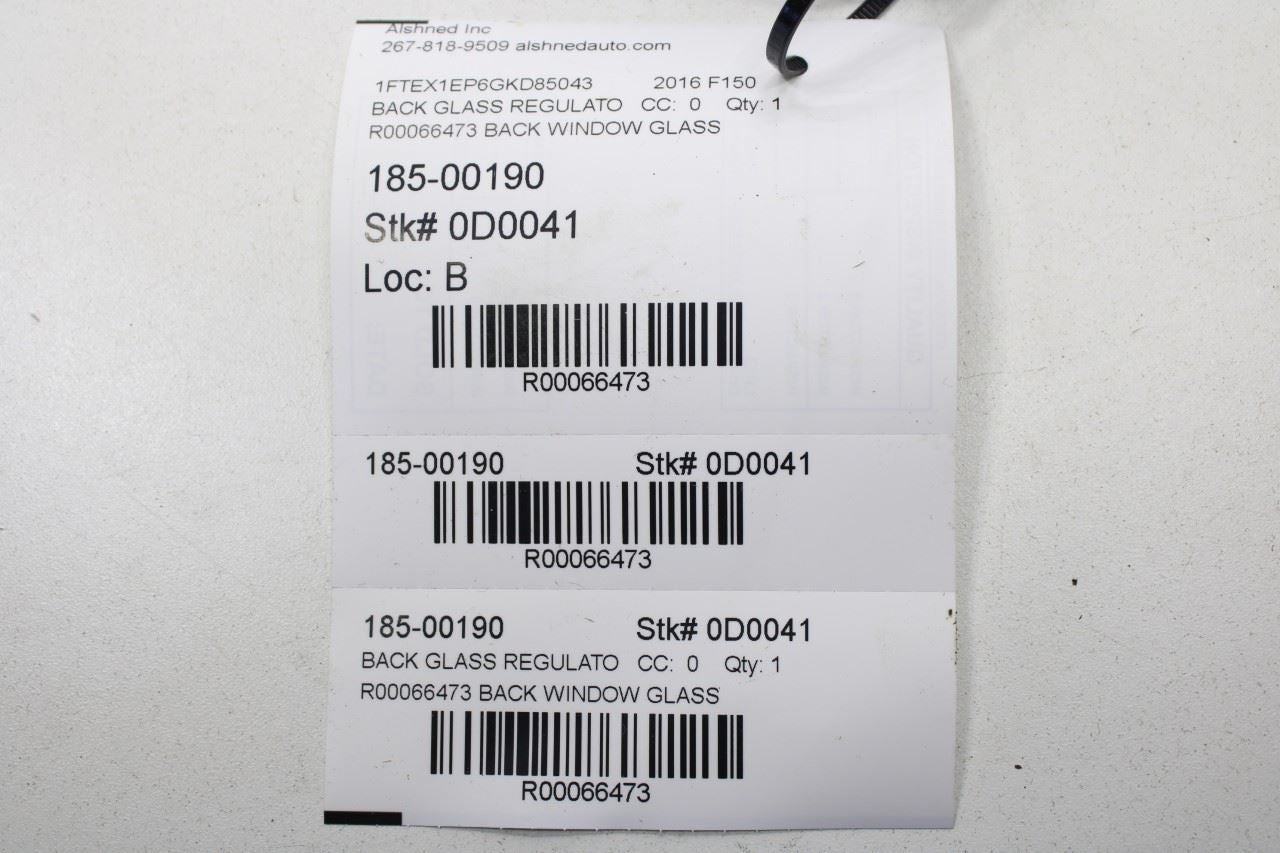 Alshned Inc
267-818-9509 alshnedauto.com
1FTEX1EP6GKD85043 2016 F150
BACK GLASS REGULATO CC: 0 Qty: 1
R00066473 BACK WINDOW GLASS
185-00190
Stk# 0D0041
Loc: B
R00066473
185-00190 Stk# 0D0041
R00066473
185-00190 Stk# 0D0041
BACK GLASS REGULATO CC: 0 Qty: 1
R00066473 BACK WINDOW GLASS
R00066473